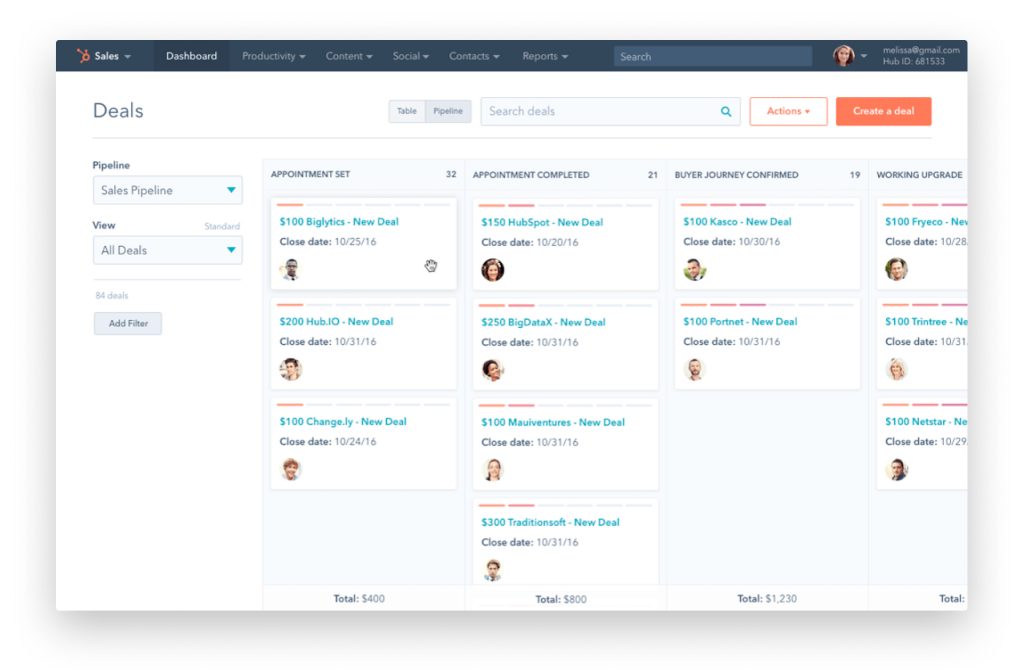 Sales Dashboard Productivity Content Social Contacts Reports Search melissa@gmail.com
Hub ID: 681533
Deals Table Pipeline Search deals Actions Create a deal
Pipeline
Sales Pipeline
View Standard
All Deals
84 deals
Add Filter
APPOINTMENT SET 32
$100 Biglytics - New Deal
Close date: 10/25/16
$200 Hub.IO - New Deal
Close date: 10/31/16
$100 Change.ly - New Deal
Close date: 10/24/16
Total: $400
APPOINTMENT COMPLETED 21
$150 HubSpot - New Deal
Close date: 10/20/16
$250 BigDataX - New Deal
Close date: 10/31/16
$100 Mauiventures - New Deal
Close date: 10/31/16
$300 Traditionsoft - New Deal
Close date: 10/31/16
Total: $800
BUYER JOURNEY CONFIRMED 19
$100 Kasco - New Deal
Close date: 10/30/16
$100 Portnet - New Deal
Close date: 10/31/16
Total: $1,230
WORKING UPGRADE
$100 Fryeco - New
Close date: 10/28
$100 Trintree - Ne
Close date: 10/31
$100 Netstar - Ne
Close date: 10/29
Total: